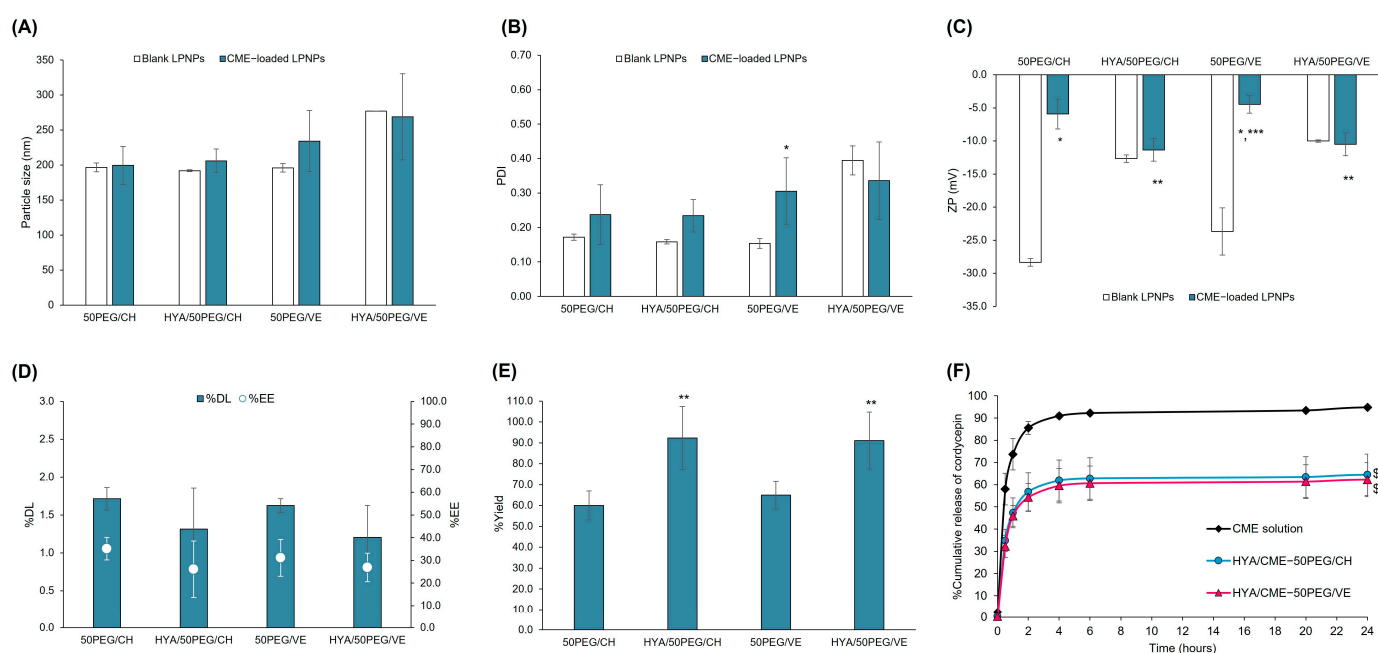 (A)
Blank LPNPs CME−loaded LPNPs
Particle size (nm)
350
300
250
200
150
100
50
0
50PEG/CH HYA/50PEG/CH 50PEG/VE HYA/50PEG/VE
(B)
Blank LPNPs CME−loaded LPNPs
PDI
0.70
0.60
0.50
0.40
0.30
0.20
0.10
0.00
*
50PEG/CH HYA/50PEG/CH 50PEG/VE HYA/50PEG/VE
(C)
50PEG/CH HYA/50PEG/CH 50PEG/VE HYA/50PEG/VE
ZP (mV)
0.0
-5.0
-10.0
-15.0
-20.0
-25.0
-30.0
-35.0
* ** *,*** **
Blank LPNPs CME−loaded LPNPs
(D)
%DL %EE
%DL
3.0
2.5
2.0
1.5
1.0
0.5
0.0
%EE
100.0
90.0
80.0
70.0
60.0
50.0
40.0
30.0
20.0
10.0
0.0
50PEG/CH HYA/50PEG/CH 50PEG/VE HYA/50PEG/VE
(E)
%Yield
110.0
100.0
90.0
80.0
70.0
60.0
50.0
40.0
30.0
20.0
10.0
0.0
** **
50PEG/CH HYA/50PEG/CH 50PEG/VE HYA/50PEG/VE
(F)
%Cumulative release of cordycepin
100
90
80
70
60
50
40
30
20
10
0
$
$
CME solution
HYA/CME−50PEG/CH
HYA/CME−50PEG/VE
0 2 4 6 8 10 12 14 16 18 20 22 24
Time (hours)